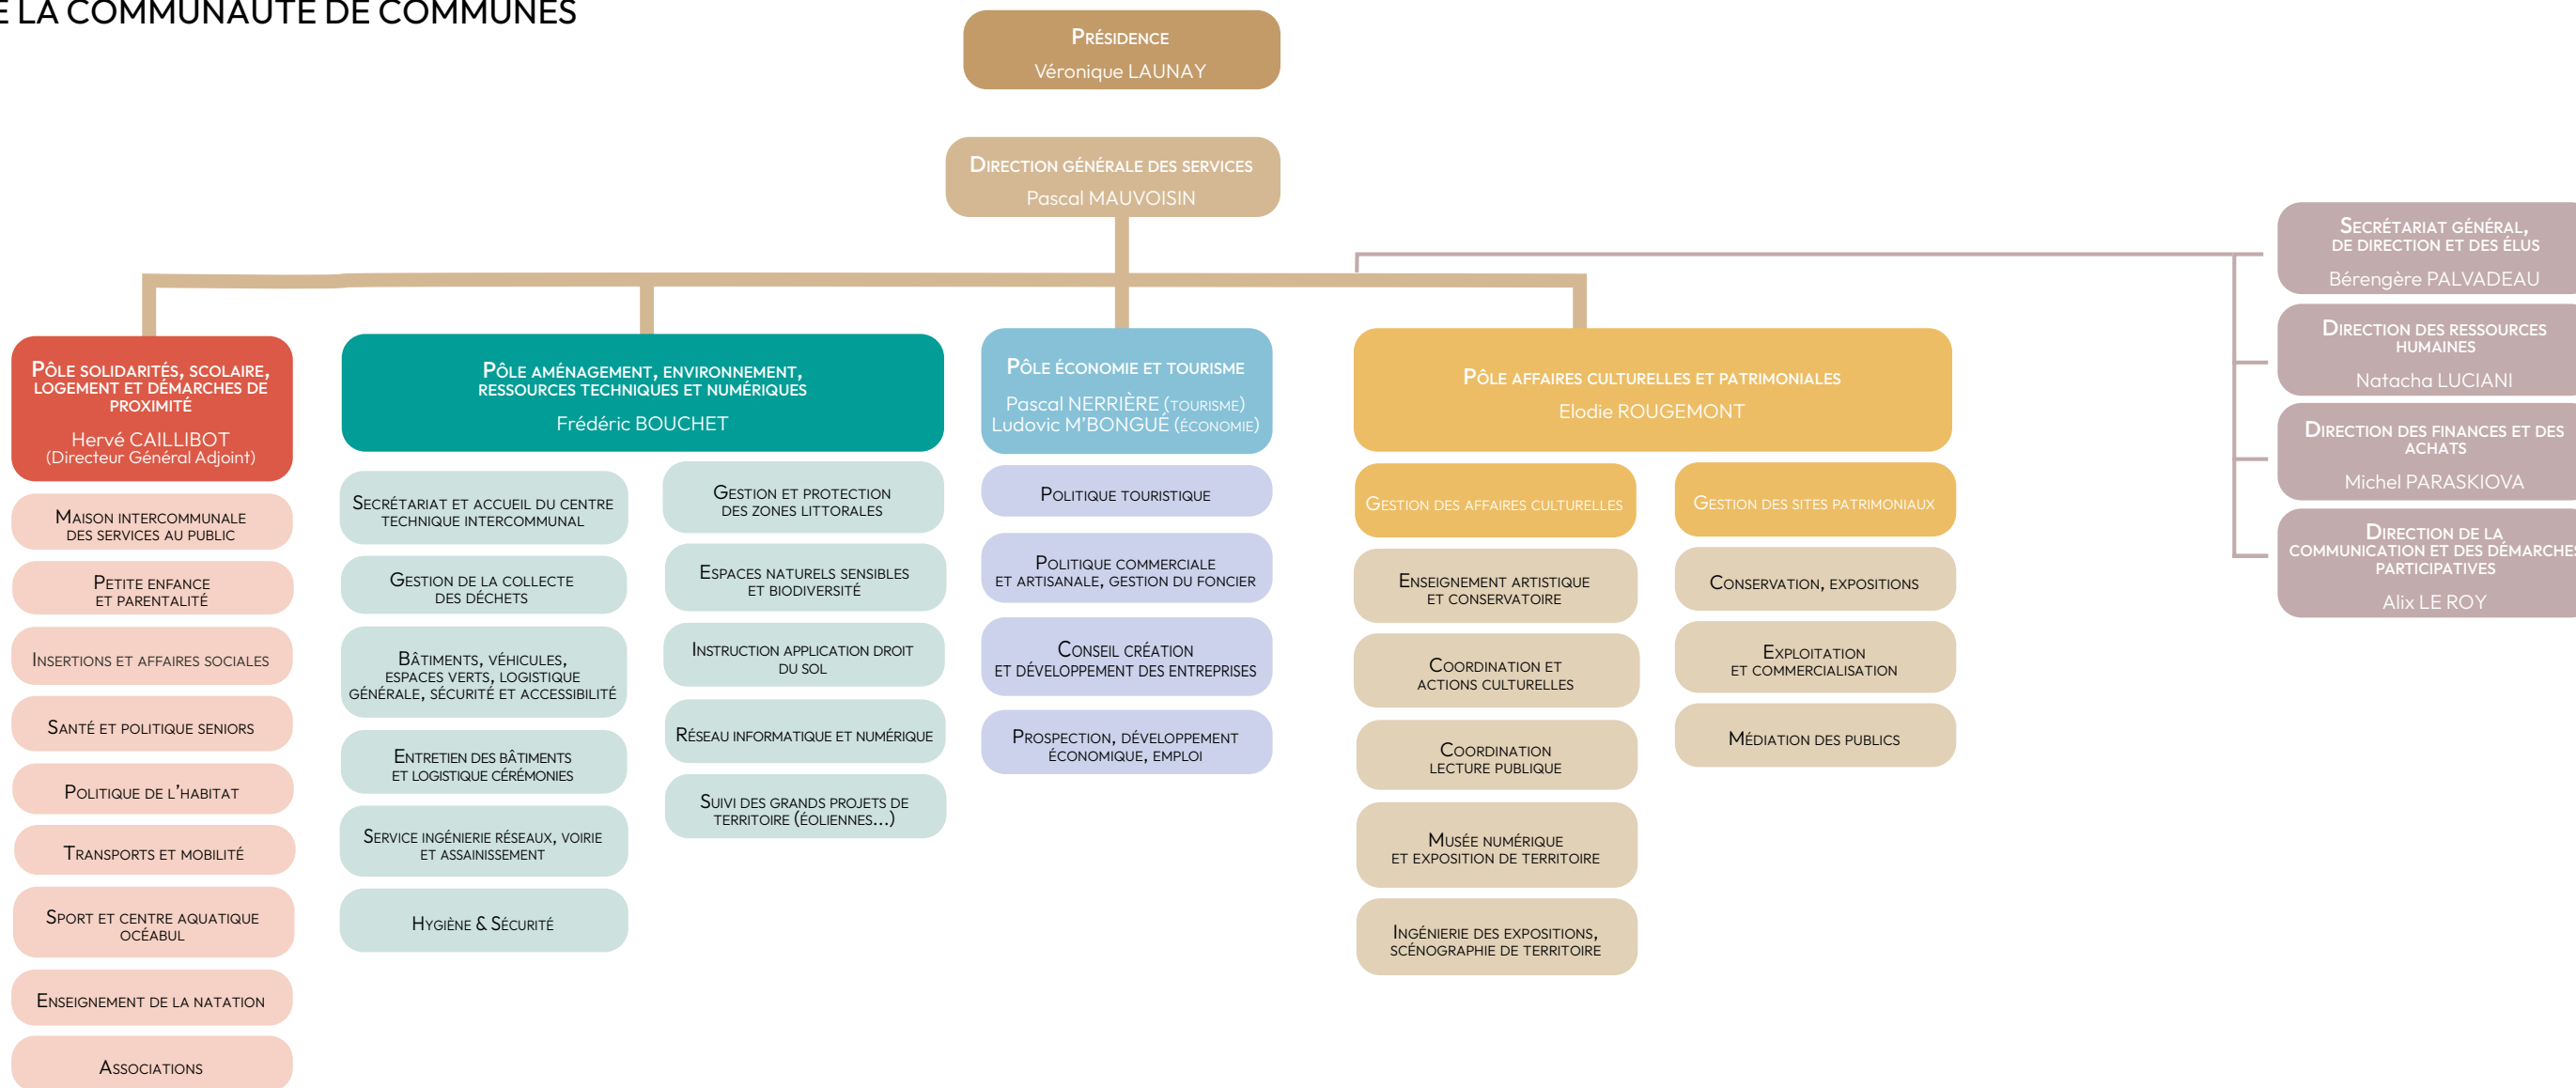 E LA COMMUNAUTÉ DE COMMUNES
PRÉSIDENCE
Véronique LAUNAY
DIRECTION GÉNÉRALE DES SERVICES
Pascal MAUVOISIN
SECRÉTARIAT GÉNÉRAL,
DE DIRECTION ET DES ÉLUS
Bérengère PALVADEAU
DIRECTION DES RESSOURCES
HUMAINES
Natacha LUCIANI
DIRECTION DES FINANCES ET DES
ACHATS
Michel PARASKIOVA
DIRECTION DE LA
COMMUNICATION ET DES DÉMARCHES
PARTICIPATIVES
Alix LE ROY
PÔLE SOLIDARITÉS, SCOLAIRE,
LOGEMENT ET DÉMARCHES DE
PROXIMITÉ
Hervé CAILLIBOT
(Directeur Général Adjoint)
MAISON INTERCOMMUNALE
DES SERVICES AU PUBLIC
PETITE ENFANCE
ET PARENTALITÉ
INSERTIONS ET AFFAIRES SOCIALES
SANTÉ ET POLITIQUE SENIORS
POLITIQUE DE L'HABITAT
TRANSPORTS ET MOBILITÉ
SPORT ET CENTRE AQUATIQUE
OCÉABUL
ENSEIGNEMENT DE LA NATATION
ASSOCIATIONS
PÔLE AMÉNAGEMENT, ENVIRONNEMENT,
RESSOURCES TECHNIQUES ET NUMÉRIQUES
Frédéric BOUCHET
SECRÉTARIAT ET ACCUEIL DU CENTRE
TECHNIQUE INTERCOMMUNAL
GESTION DE LA COLLECTE
DES DÉCHETS
BÂTIMENTS, VÉHICULES,
ESPACES VERTS, LOGISTIQUE
GÉNÉRALE, SÉCURITÉ ET ACCESSIBILITÉ
ENTRETIEN DES BÂTIMENTS
ET LOGISTIQUE CÉRÉMONIES
SERVICE INGÉNIERIE RÉSEAUX, VOIRIE
ET ASSAINISSEMENT
HYGIÈNE & SÉCURITÉ
GESTION ET PROTECTION
DES ZONES LITTORALES
ESPACES NATURELS SENSIBLES
ET BIODIVERSITÉ
INSTRUCTION APPLICATION DROIT
DU SOL
RÉSEAU INFORMATIQUE ET NUMÉRIQUE
SUIVI DES GRANDS PROJETS DE
TERRITOIRE (ÉOLIENNES...)
PÔLE ÉCONOMIE ET TOURISME
Pascal NERRIÈRE (TOURISME)
Ludovic M'BONGUÉ (ÉCONOMIE)
POLITIQUE TOURISTIQUE
POLITIQUE COMMERCIALE
ET ARTISANALE, GESTION DU FONCIER
CONSEIL CRÉATION
ET DÉVELOPPEMENT DES ENTREPRISES
PROSPECTION, DÉVELOPPEMENT
ÉCONOMIQUE, EMPLOI
PÔLE AFFAIRES CULTURELLES ET PATRIMONIALES
Elodie ROUGEMONT
GESTION DES AFFAIRES CULTURELLES
ENSEIGNEMENT ARTISTIQUE
ET CONSERVATOIRE
COORDINATION ET
ACTIONS CULTURELLES
COORDINATION
LECTURE PUBLIQUE
MUSÉE NUMÉRIQUE
ET EXPOSITION DE TERRITOIRE
INGÉNIERIE DES EXPOSITIONS,
SCÉNOGRAPHIE DE TERRITOIRE
GESTION DES SITES PATRIMONIAUX
CONSERVATION, EXPOSITIONS
EXPLOITATION
ET COMMERCIALISATION
MÉDIATION DES PUBLICS